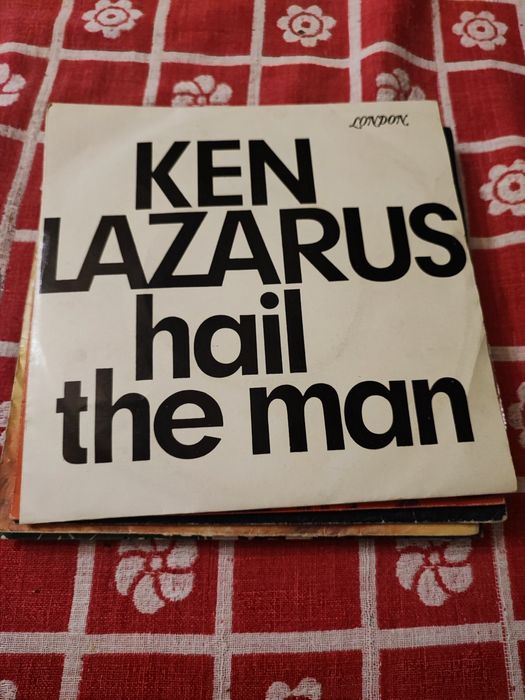 LONDON
KEN
LAZARUS
hail
the man